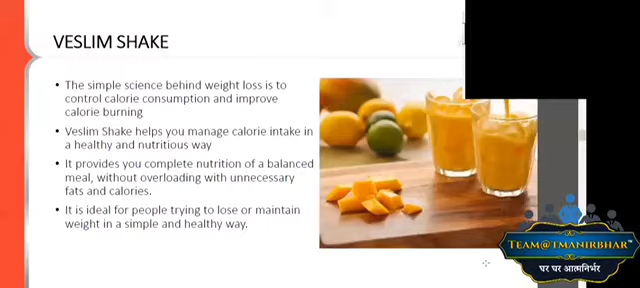 VESLIM SHAKE
• The simple science behind weight loss is to
control calorie consumption and improve
calorie burning
• Veslim Shake helps you manage calorie intake in
a healthy and nutritious way
• It provides you complete nutrition of a balanced
meal, without overloading with unnecessary
fats and calories.
• It is ideal for people trying to lose or maintain
weight in a simple and healthy way.
TEAM@TMANIRBHAR™
घर घर आत्मनिर्भर